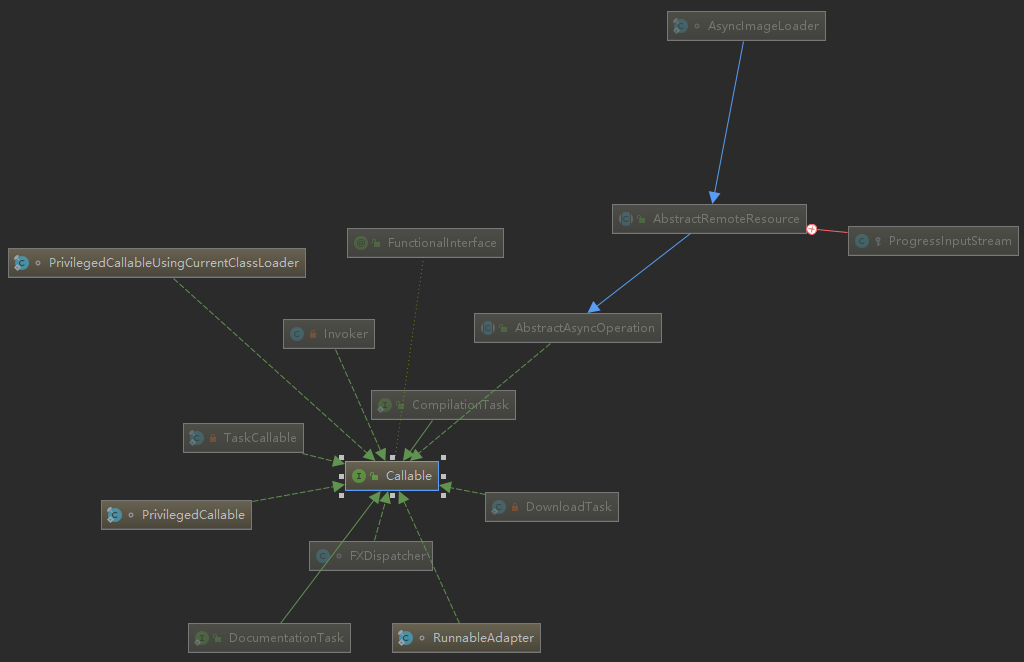 AsyncImageLoader
AbstractRemoteResource
ProgressInputStream
FunctionalInterface
PrivilegedCallableUsingCurrentClassLoader
AbstractAsyncOperation
Invoker
CompilationTask
TaskCallable
Callable
DownloadTask
PrivilegedCallable
FXDispatcher
DocumentationTask
RunnableAdapter